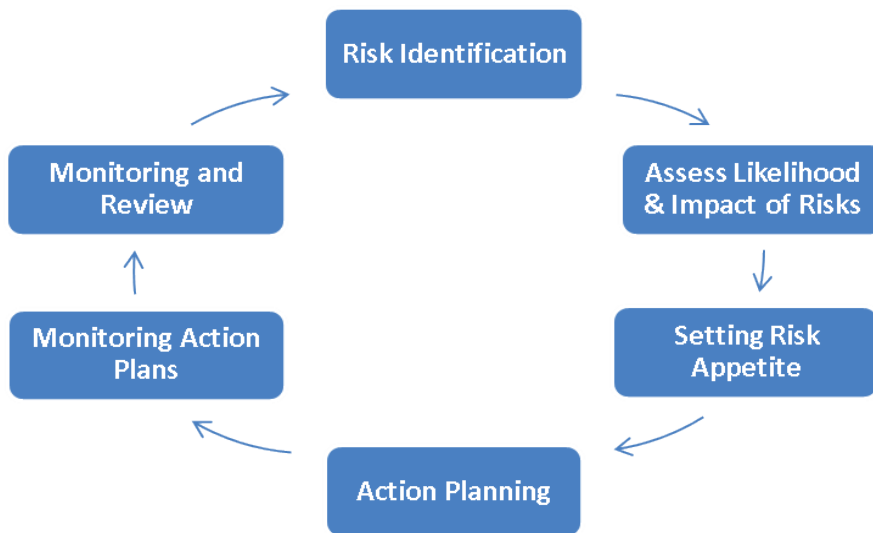 Risk Identification
Assess Likelihood
& Impact of Risks
Setting Risk
Appetite
Action Planning
Monitoring Action
Plans
Monitoring and
Review